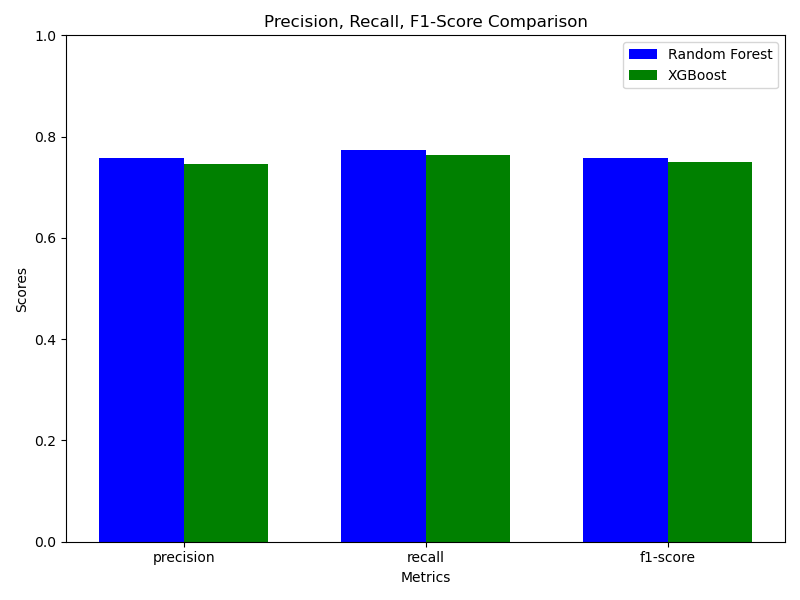 Precision, Recall, F1-Score Comparison
Random Forest
XGBoost
1.0
0.8
0.6
0.4
0.2
0.0
Scores
precision
recall
f1-score
Metrics